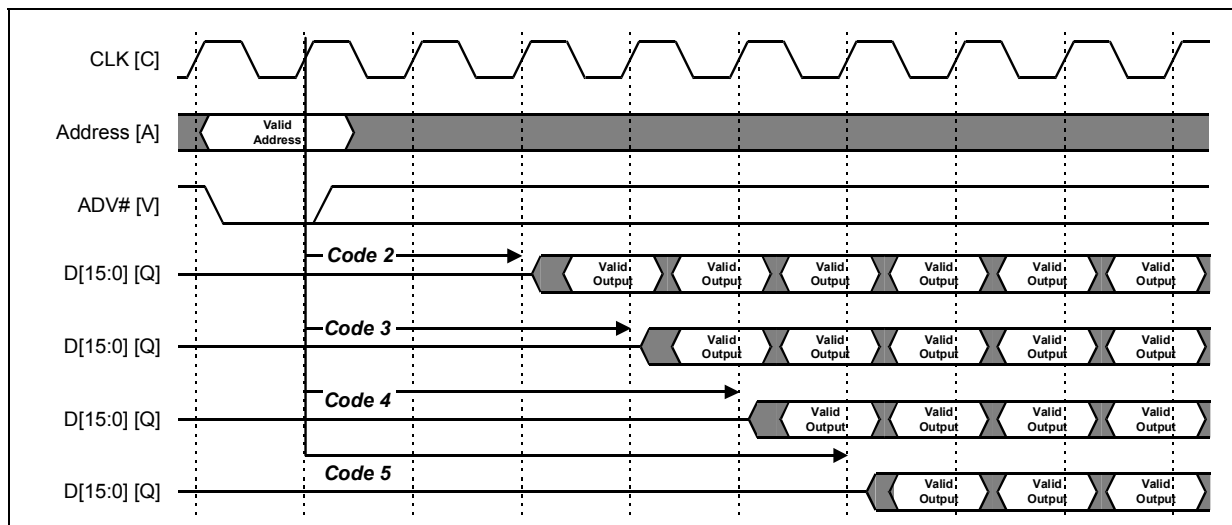 CLK [C]
Address [A]
Valid
Address
ADV# [V]
Code 2
D[15:0] [Q]
Valid
Output
Valid
Output
Valid
Output
Valid
Output
Valid
Output
Valid
Output
Code 3
D[15:0] [Q]
Valid
Output
Valid
Output
Valid
Output
Valid
Output
Valid
Output
Code 4
D[15:0] [Q]
Valid
Output
Valid
Output
Valid
Output
Valid
Output
Code 5
D[15:0] [Q]
Valid
Output
Valid
Output
Valid
Output